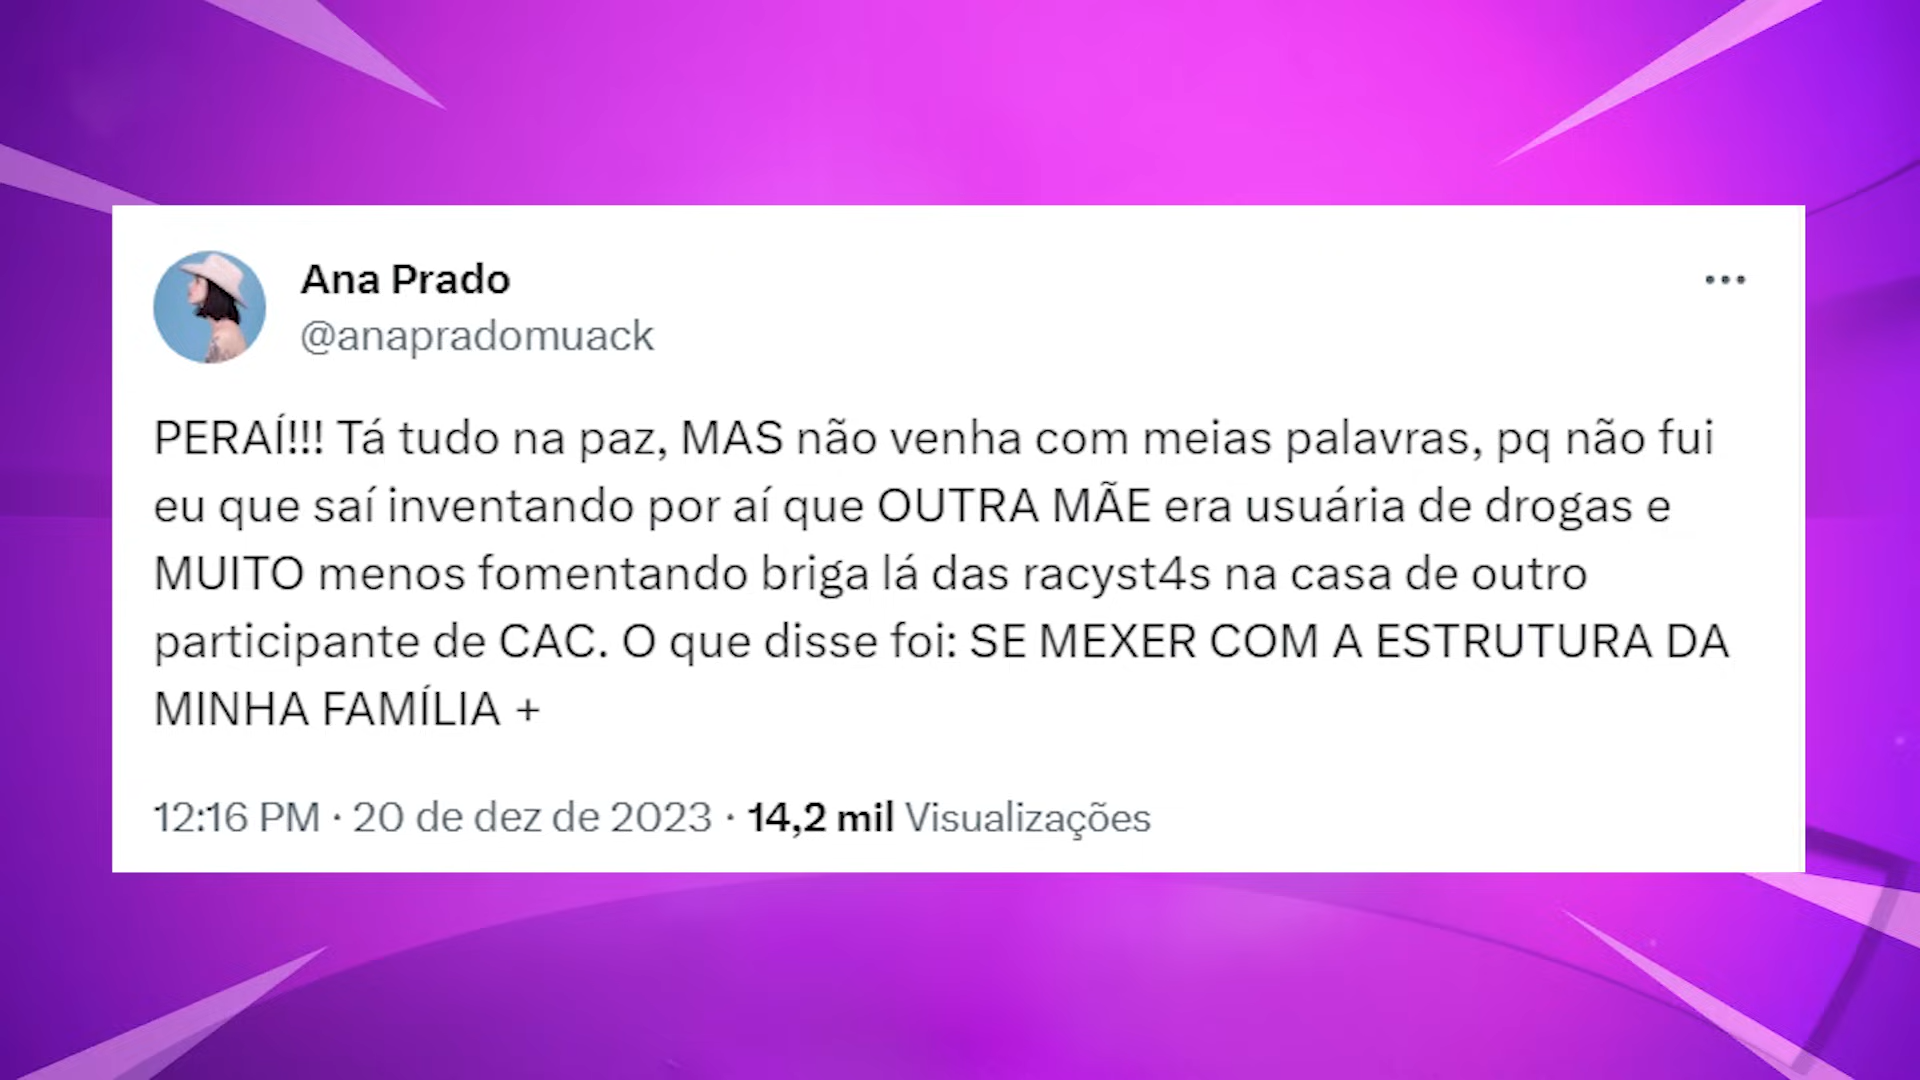 Ana Prado
@anapradomuack
PERAÍ!!! Tá tudo na paz, MAS não venha com meias palavras, pq não fui
eu que saí inventando por aí que OUTRA MÃE era usuária de drogas e
MUITO menos fomentando briga lá das racyst4s na casa de outro
participante de CAC. O que disse foi: SE MEXER COM A ESTRUTURA DA
MINHA FAMÍLIA +
12:16 PM · 20 de dez de 2023 · 14,2 mil Visualizações